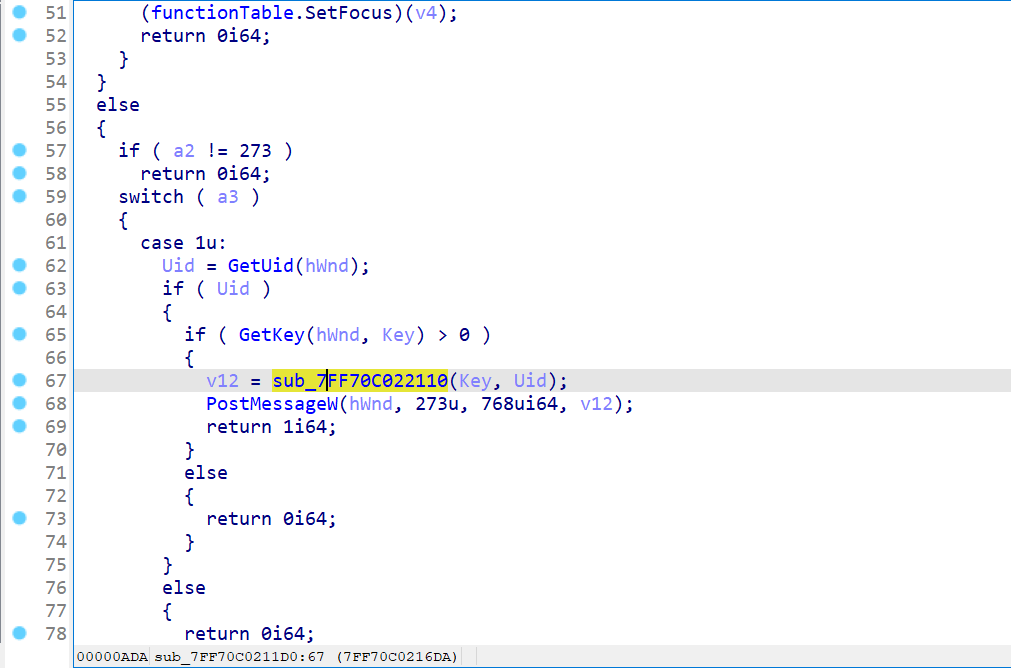 51 (functionTable.SetFocus)(v4);
52 return 0i64;
53 }
54 }
55 else
56 {
57 if ( a2 != 273 )
58 return 0i64;
59 switch ( a3 )
60 {
61 case 1u:
62 Uid = GetUid(hWnd);
63 if ( Uid )
64 {
65 if ( GetKey(hWnd, Key) > 0 )
66 {
67 v12 = sub_7FF70C022110(Key, Uid);
68 PostMessageW(hWnd, 273u, 768ui64, v12);
69 return 1i64;
70 }
71 else
72 {
73 return 0i64;
74 }
75 }
76 else
77 {
78 return 0i64;
00000ADA sub_7FF70C0211D0:67 (7FF70C0216DA)